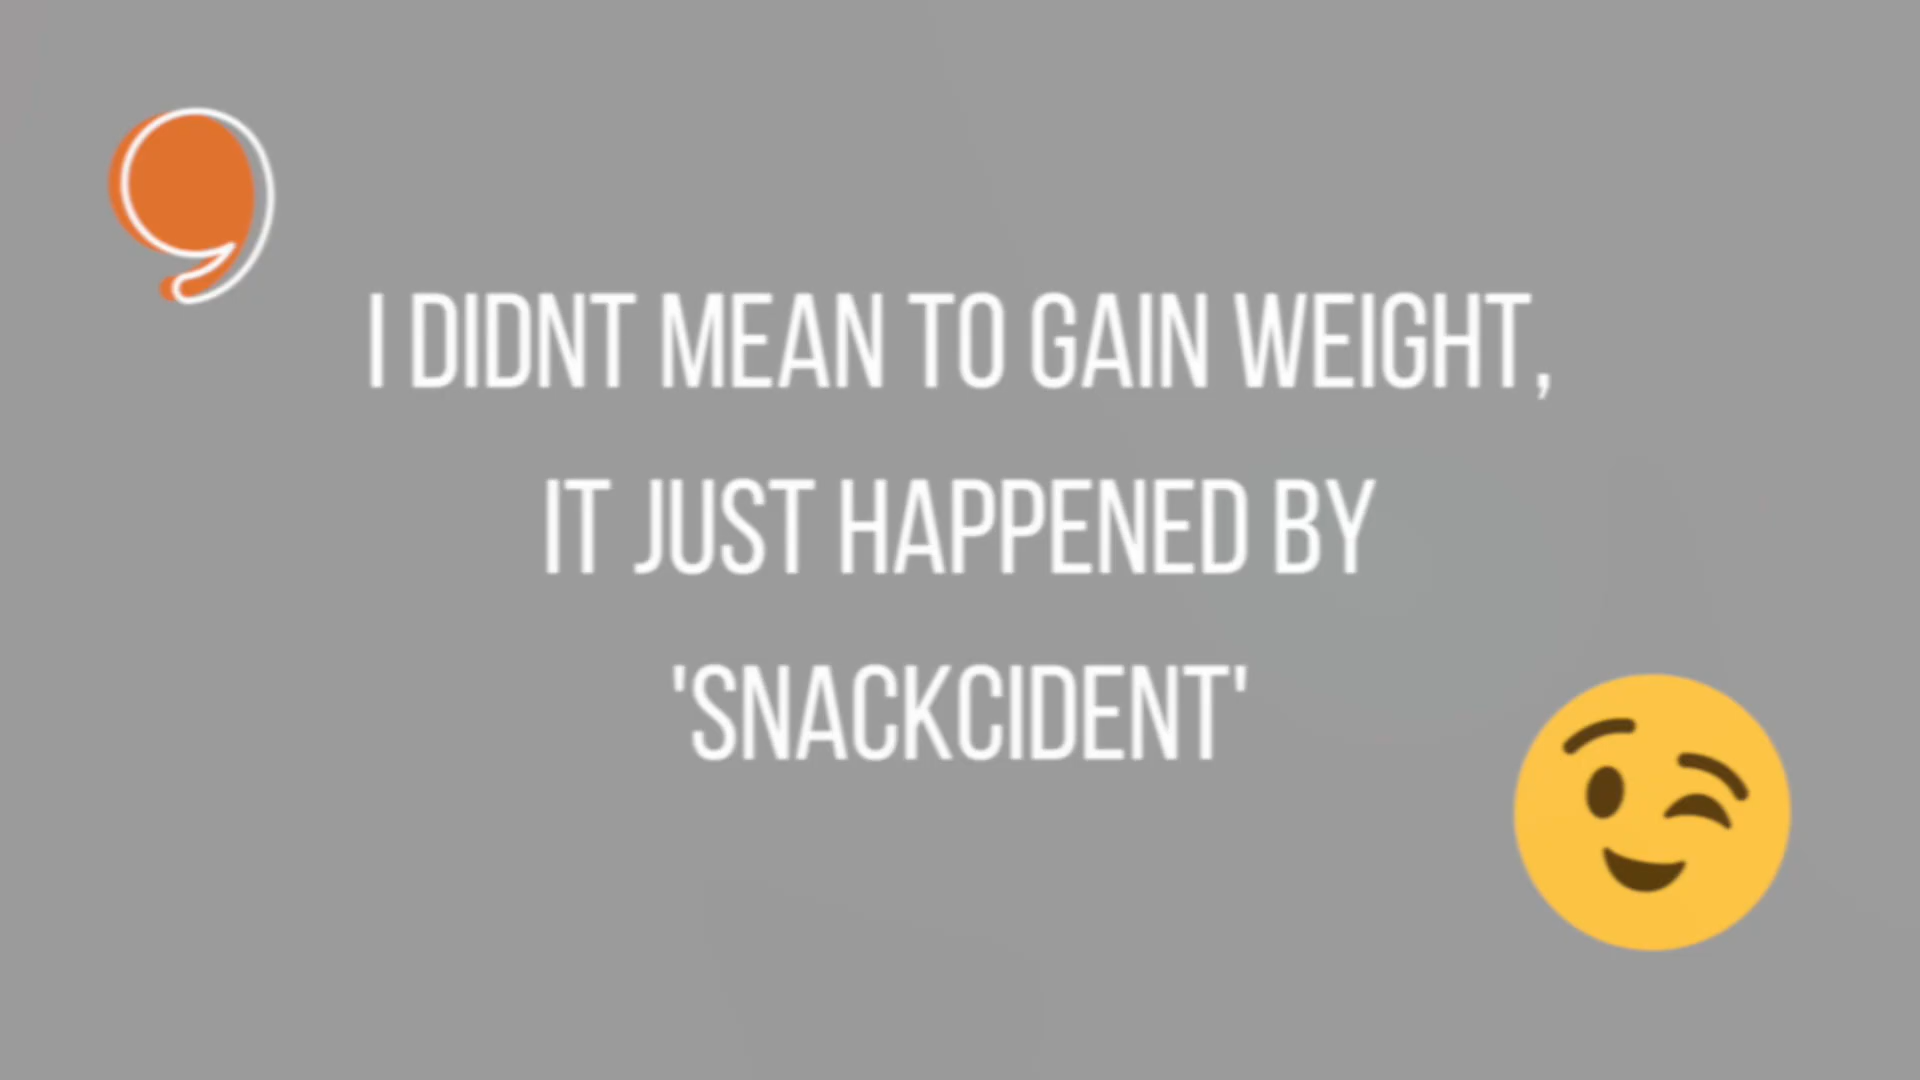 I DIDNT MEAN TO GAIN WEIGHT,
IT JUST HAPPENED BY
'SNACKCIDENT'